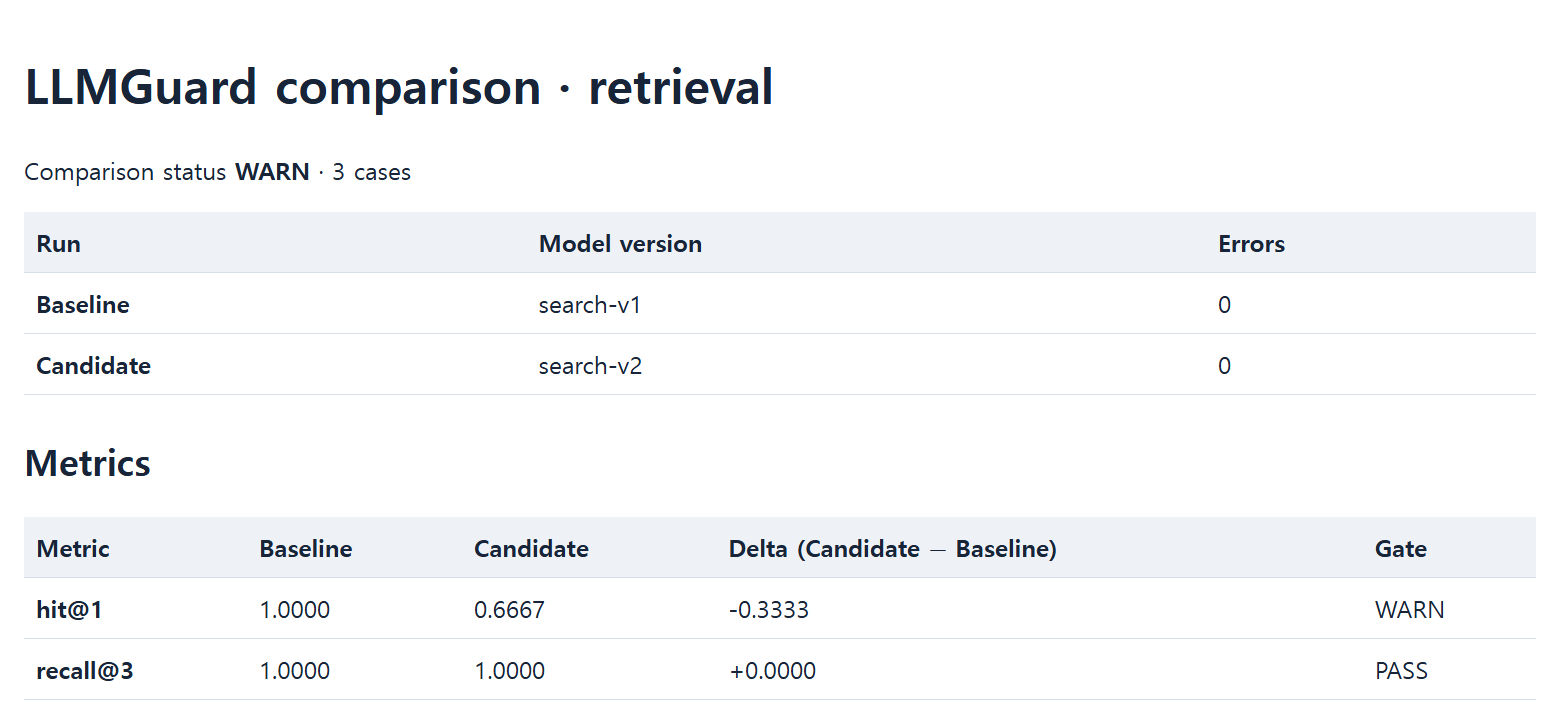 LLMGuard comparison · retrieval
Comparison status WARN · 3 cases
Run Model version Errors
Baseline search-v1 0
Candidate search-v2 0
Metrics
Metric Baseline Candidate Delta (Candidate − Baseline) Gate
hit@1 1.0000 0.6667 -0.3333 WARN
recall@3 1.0000 1.0000 +0.0000 PASS